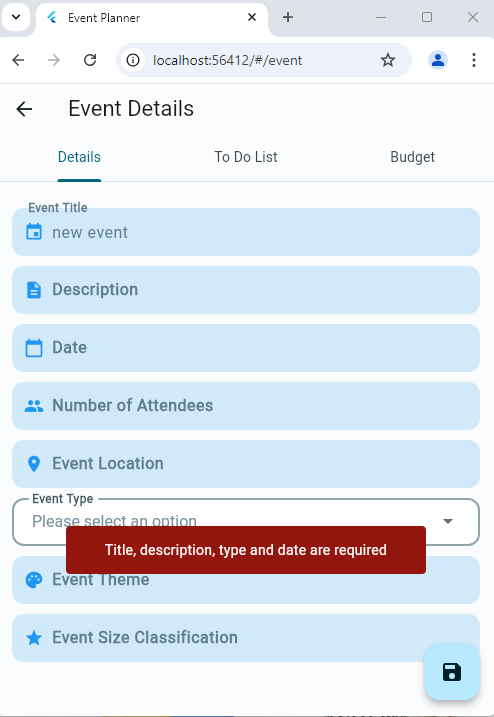 Event Planner
localhost:56412/#/event
Event Details
Details
To Do List
Budget
Event Title
new event
Description
Date
Number of Attendees
Event Location
Event Type
Please select an option
Title, description, type and date are required
Event Theme
Event Size Classification